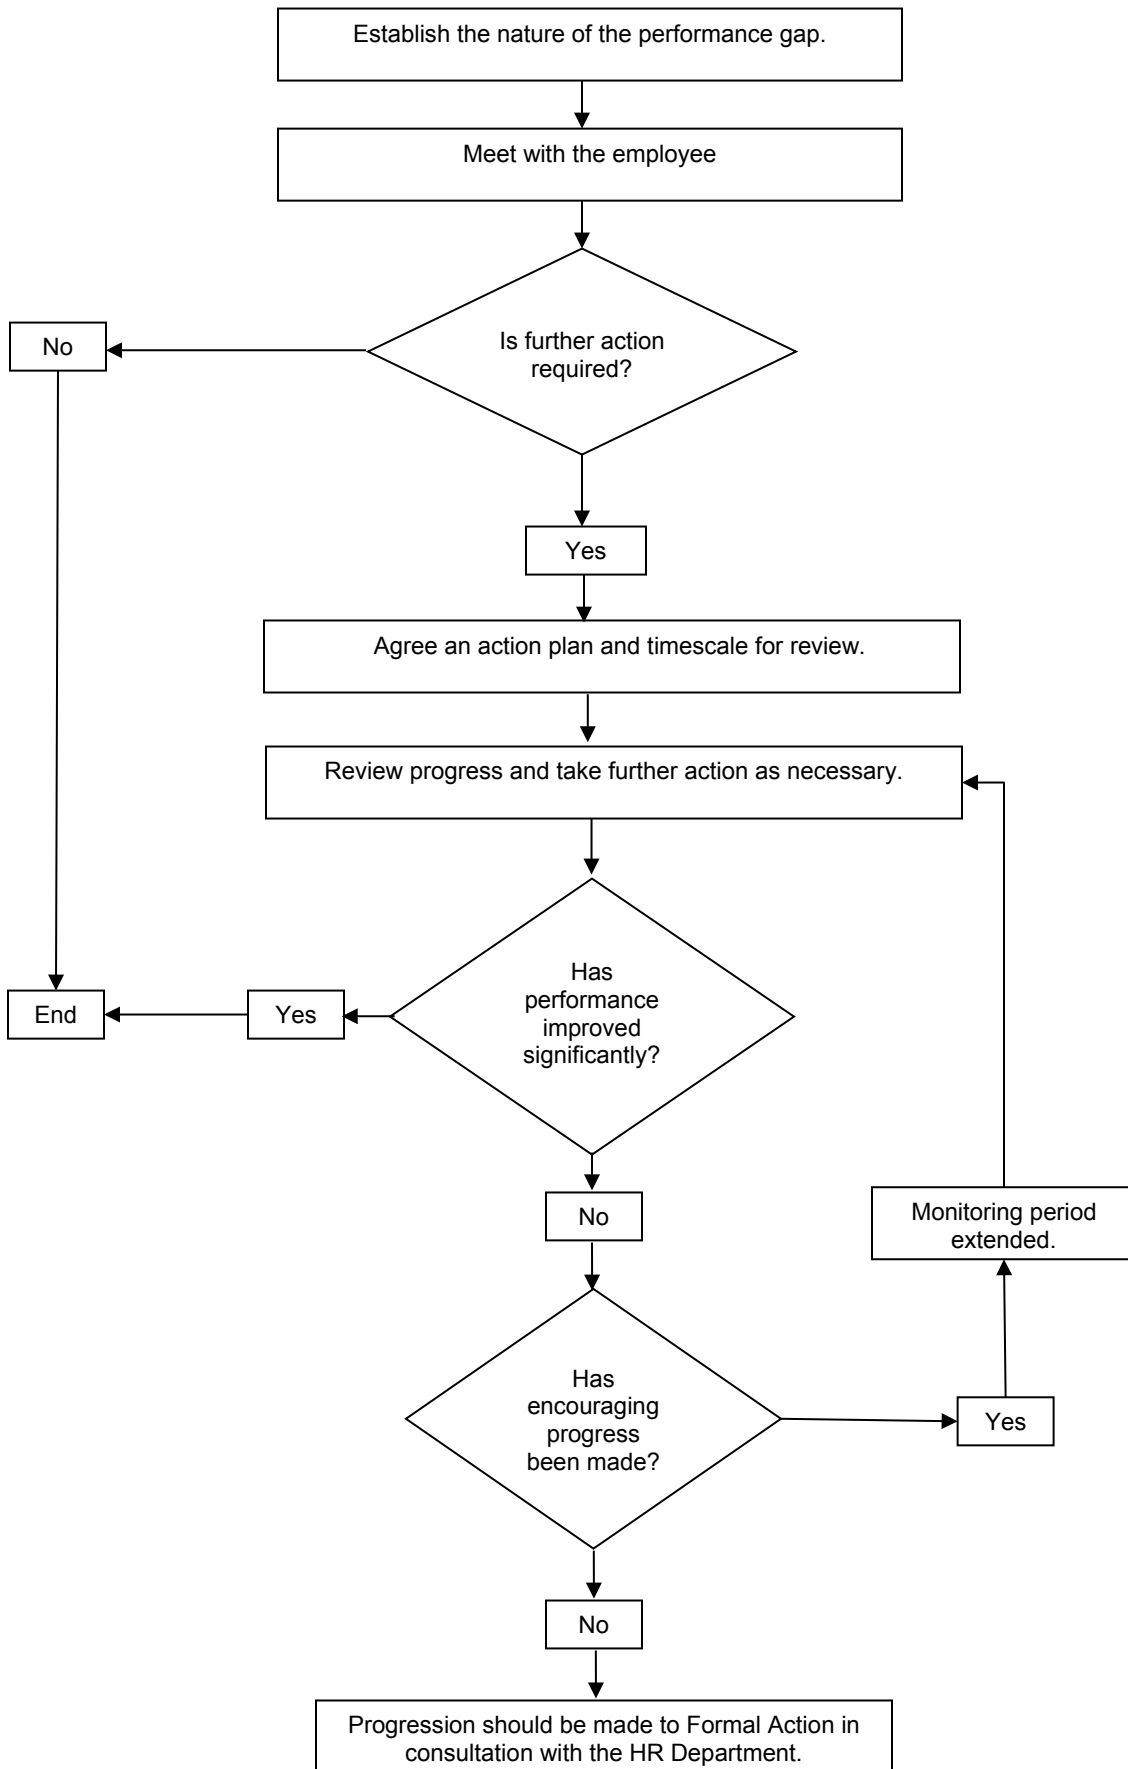 Establish the nature of the performance gap.
Meet with the employee
Is further action
required?
No
Yes
Agree an action plan and timescale for review.
Review progress and take further action as necessary.
Has
performance
improved
significantly?
Yes
End
No
Monitoring period
extended.
Has
encouraging
progress
been made?
Yes
No
Progression should be made to Formal Action in
consultation with the HR Department.